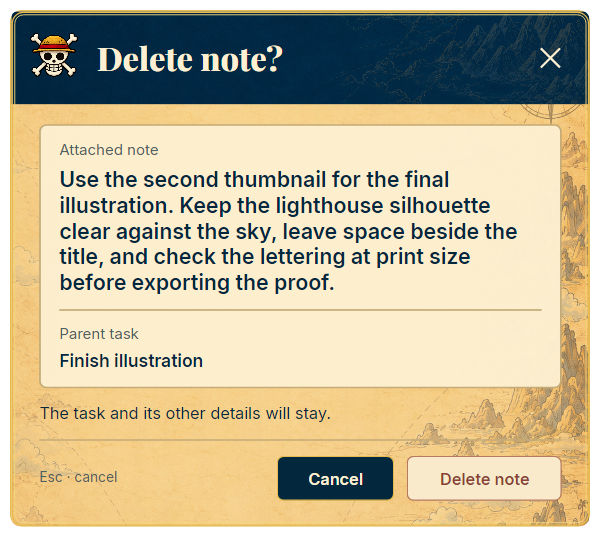 Delete note?
Attached note
Use the second thumbnail for the final
illustration. Keep the lighthouse silhouette
clear against the sky, leave space beside the
title, and check the lettering at print size
before exporting the proof.
Parent task
Finish illustration
The task and its other details will stay.
Esc · cancel
Cancel
Delete note